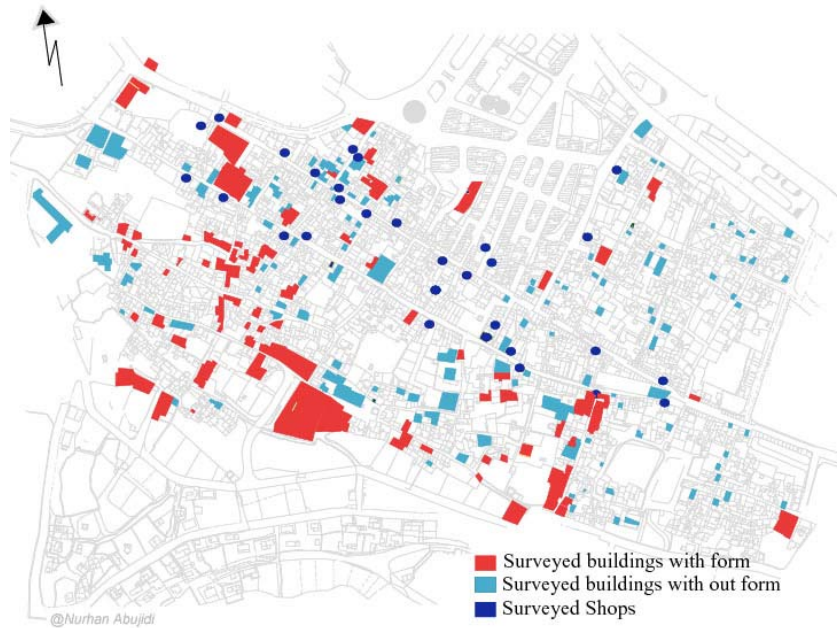 Surveyed buildings with form
Surveyed buildings with out form
Surveyed Shops
@Nurhan Abujidi